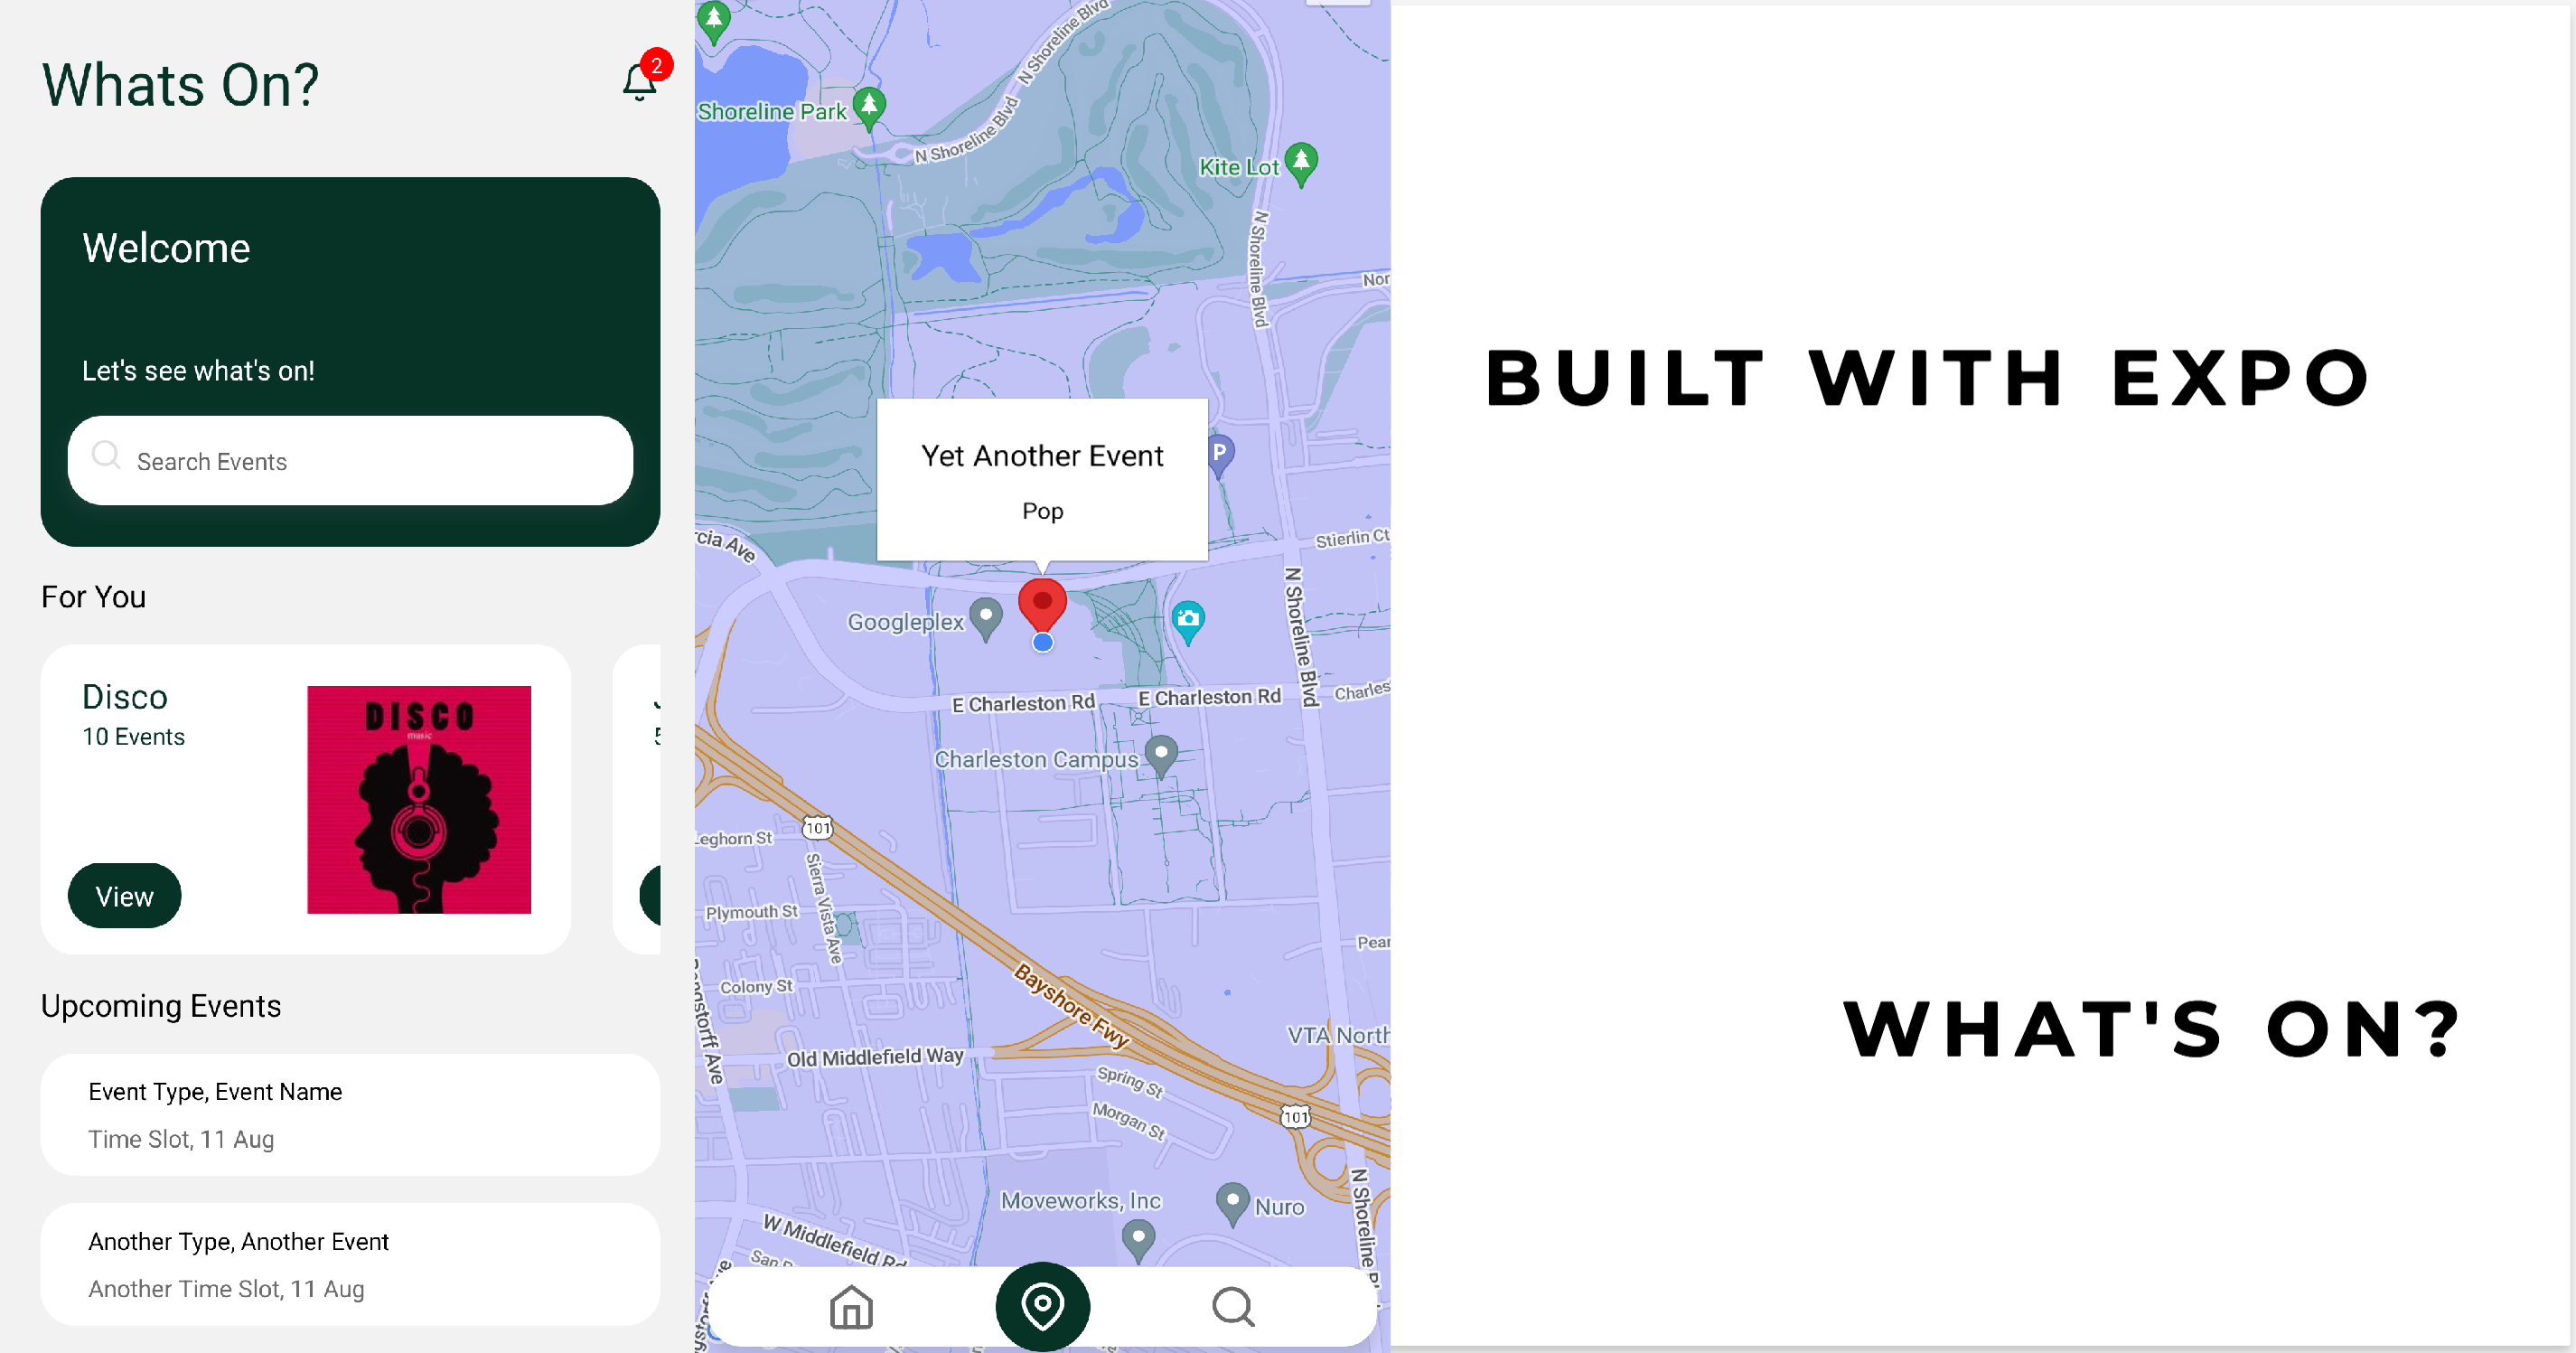 Whats On?
2
Welcome
Let's see what's on!
Search Events
For You
Disco
10 Events
DISCO
music
View
Upcoming Events
Event Type, Event Name
Time Slot, 11 Aug
Another Type, Another Event
Another Time Slot, 11 Aug
N Shoreline Blvd
Shoreline Park
N Shoreline Blvd
Kite Lot
N Shoreline Blvd
Nor
Yet Another Event
Pop
P
rcia Ave
Stierlin Ct
N Shoreline Blvd
Googleplex
E Charleston Rd
E Charleston Rd
Charles
Charleston Campus
101
Leghorn St
Sierra Vista Ave
Plymouth St
Pear
Colony St
Bayshore Fwy
ngstorff Ave
VTA North
Old Middlefield Way
Spring St
Morgan St
101
N Shoreline
Moveworks, Inc
Nuro
W Middlefield Rd
BUILT WITH EXPO
WHAT'S ON?